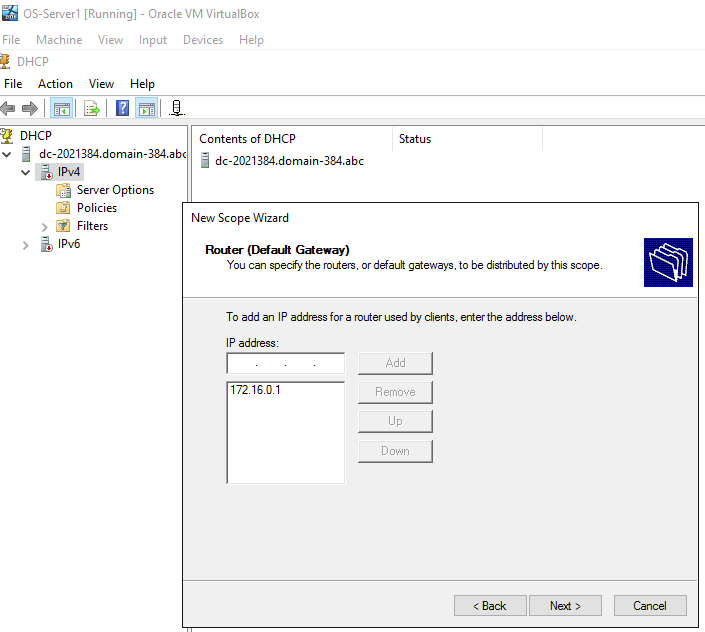 OS-Server1 [Running] - Oracle VM VirtualBox
File Machine View Input Devices Help
DHCP
File Action View Help
DHCP
dc-2021384.domain-384.abc
IPv4
Server Options
Policies
Filters
IPv6
Contents of DHCP Status
dc-2021384.domain-384.abc
New Scope Wizard
Router (Default Gateway)
You can specify the routers, or default gateways, to be distributed by this scope.
To add an IP address for a router used by clients, enter the address below.
IP address:
. . . Add
172.16.0.1
Remove
Up
Down
< Back Next > Cancel